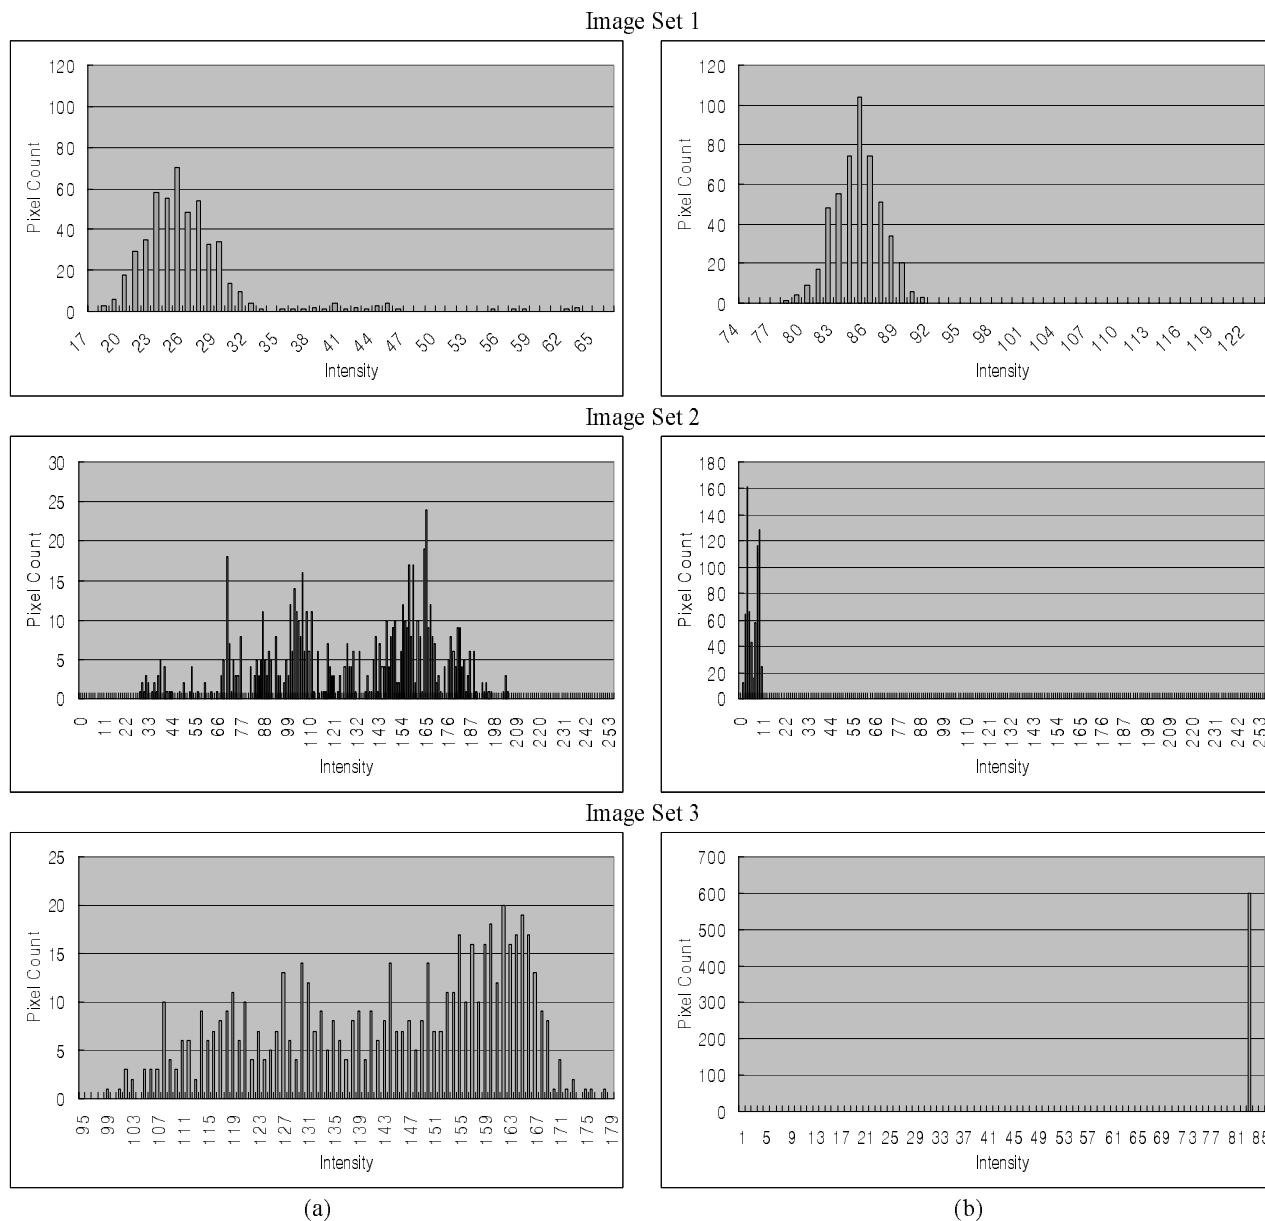 Image Set 1
120
100
80
60
40
20
0
Pixel Count
17 20 23 26 29 32 35 38 41 44 47 50 53 56 59 62 65
Intensity
120
100
80
60
40
20
0
Pixel Count
74 77 80 83 86 89 92 95 98 101 104 107 110 113 116 119 122
Intensity
Image Set 2
30
25
20
15
10
5
0
Pixel Count
0 11 22 33 44 55 66 77 88 99 110 121 132 143 154 165 176 187 198 209 220 231 242 253
Intensity
180
160
140
120
100
80
60
40
20
0
Pixel Count
0 11 22 33 44 55 66 77 88 99 110 121 132 143 154 165 176 187 198 209 220 231 242 253
Intensity
Image Set 3
25
20
15
10
5
0
Pixel Count
95 99 103 107 111 115 119 123 127 131 135 139 143 147 151 155 159 163 167 171 175 179
Intensity
700
600
500
400
300
200
100
0
Pixel Count
1 5 9 13 17 21 25 29 33 37 41 45 49 53 57 61 65 69 73 77 81 85
Intensity
(a)
(b)